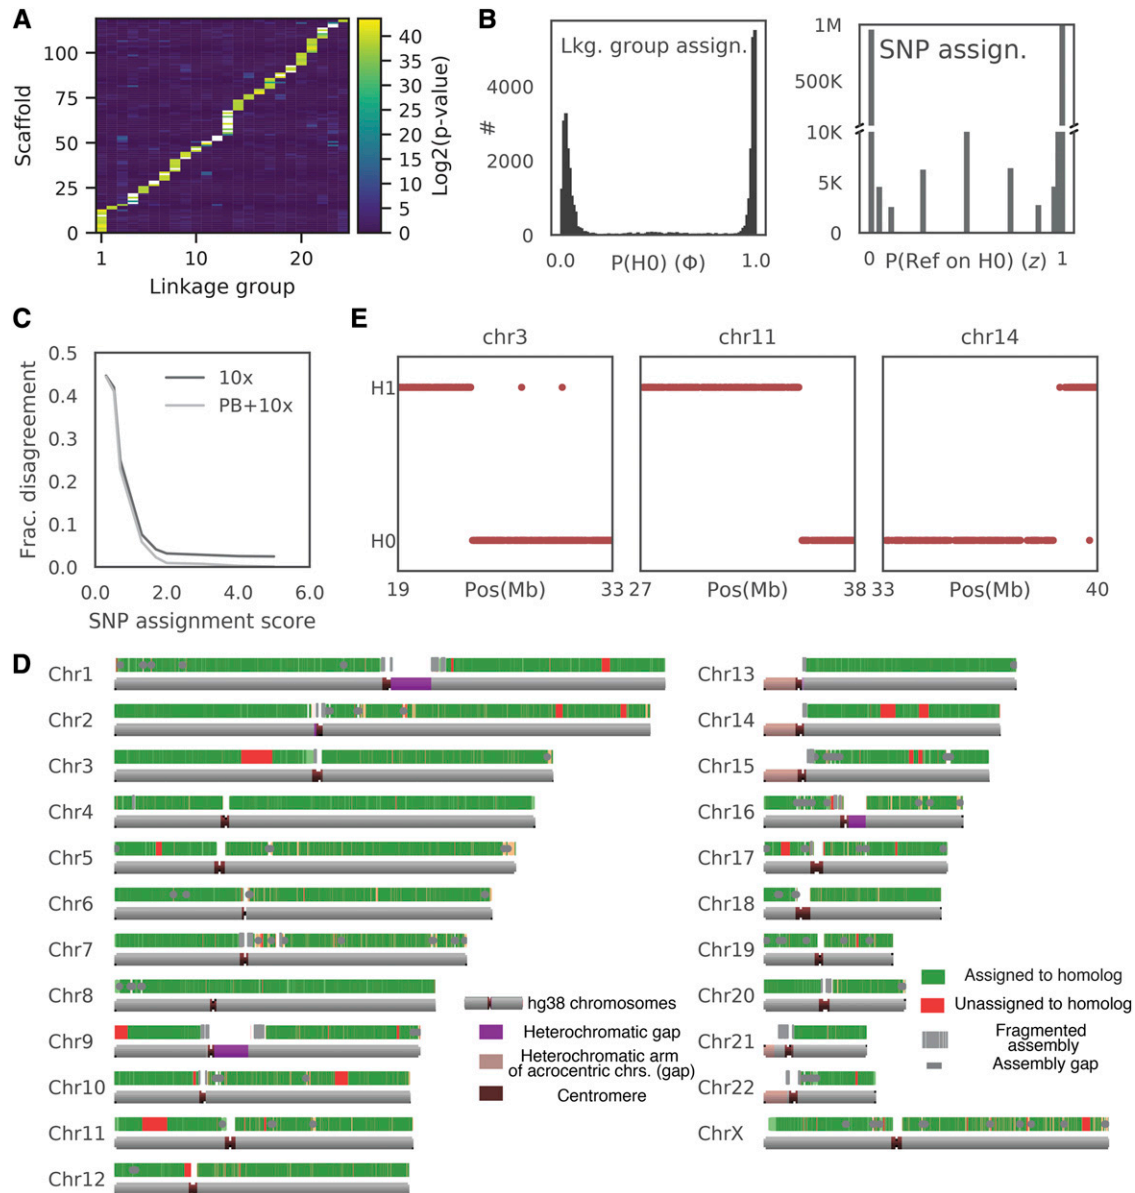 A
Scaffold
0
25
50
75
100
1
10
20
Linkage group
0
5
10
15
20
25
30
35
40
Log2(p-value)
B
Lkg. group assign.
#
0
2000
4000
0.0
1.0
P(H0) (Φ)
SNP assign.
1M
500K
10K
5K
0
0
1
P(Ref on H0) (z)
C
Frac. disagreement
0.5
0.4
0.3
0.2
0.1
0.0
10x
PB+10x
0.0
2.0
4.0
6.0
SNP assignment score
E
chr3
chr11
chr14
H1
H0
19
Pos(Mb)
33
27
Pos(Mb)
38
33
Pos(Mb)
40
D
Chr1
Chr2
Chr3
Chr4
Chr5
Chr6
Chr7
Chr8
Chr9
Chr10
Chr11
Chr12
hg38 chromosomes
Heterochromatic gap
Heterochromatic arm
of acrocentric chrs. (gap)
Centromere
Chr13
Chr14
Chr15
Chr16
Chr17
Chr18
Chr19
Chr20
Chr21
Chr22
ChrX
Assigned to homolog
Unassigned to homolog
Fragmented
assembly
Assembly gap